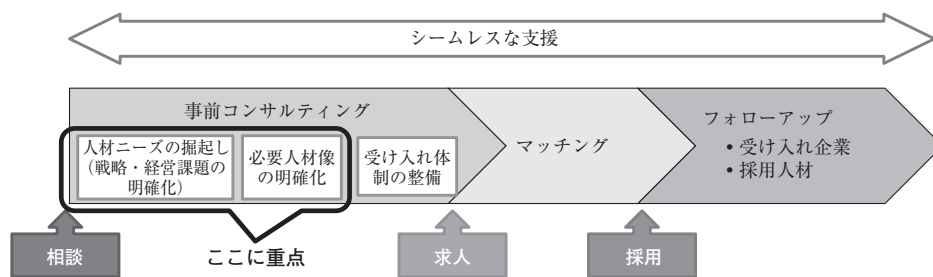 シームレスな支援
事前コンサルティング
人材ニーズの掘起し
(戦略・経営課題の
明確化)
必要人材像
の明確化
受け入れ体
制の整備
マッチング
フォローアップ
• 受け入れ企業
• 採用人材
相談
ここに重点
求人
採用